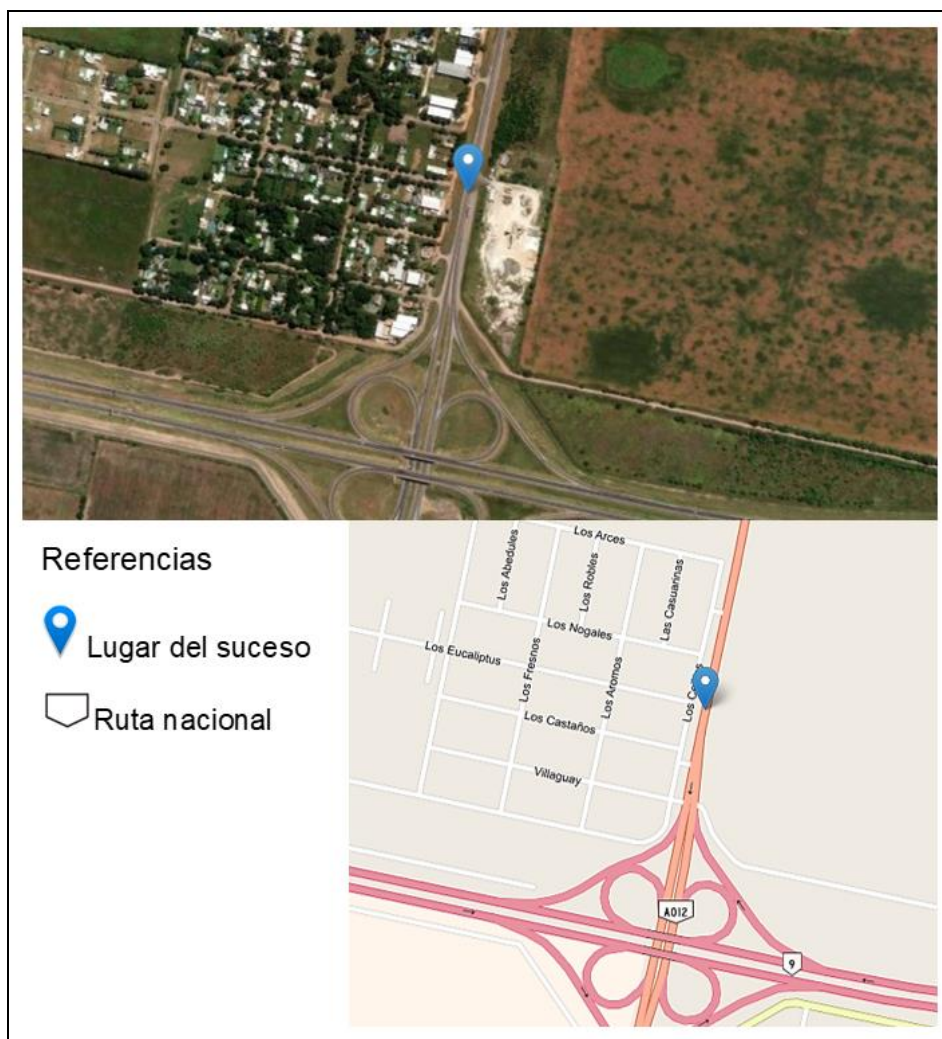 Referencias
Lugar del suceso
Ruta nacional
Los Arces
Los Abedules
Los Robles
Las Casuarinas
Los Nogales
Los Eucaliptus
Los Fresnos
Los Aromos
Los
Los Castaños
Villaguay
A012
9